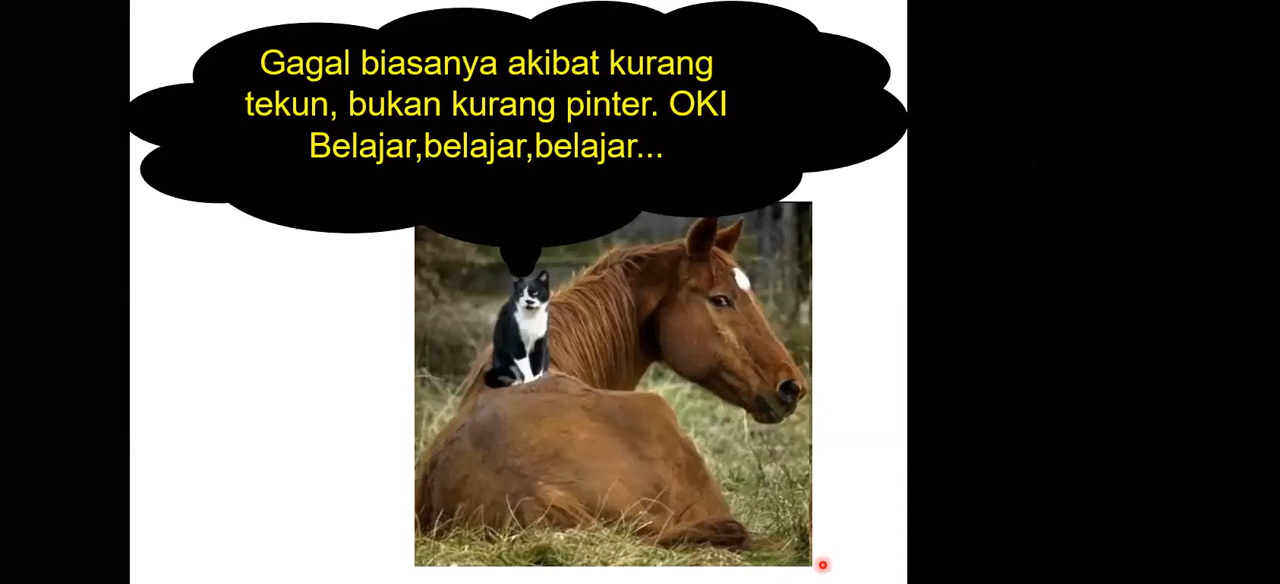 Gagal biasanya akibat kurang
tekun, bukan kurang pinter. OKI
Belajar,belajar,belajar...